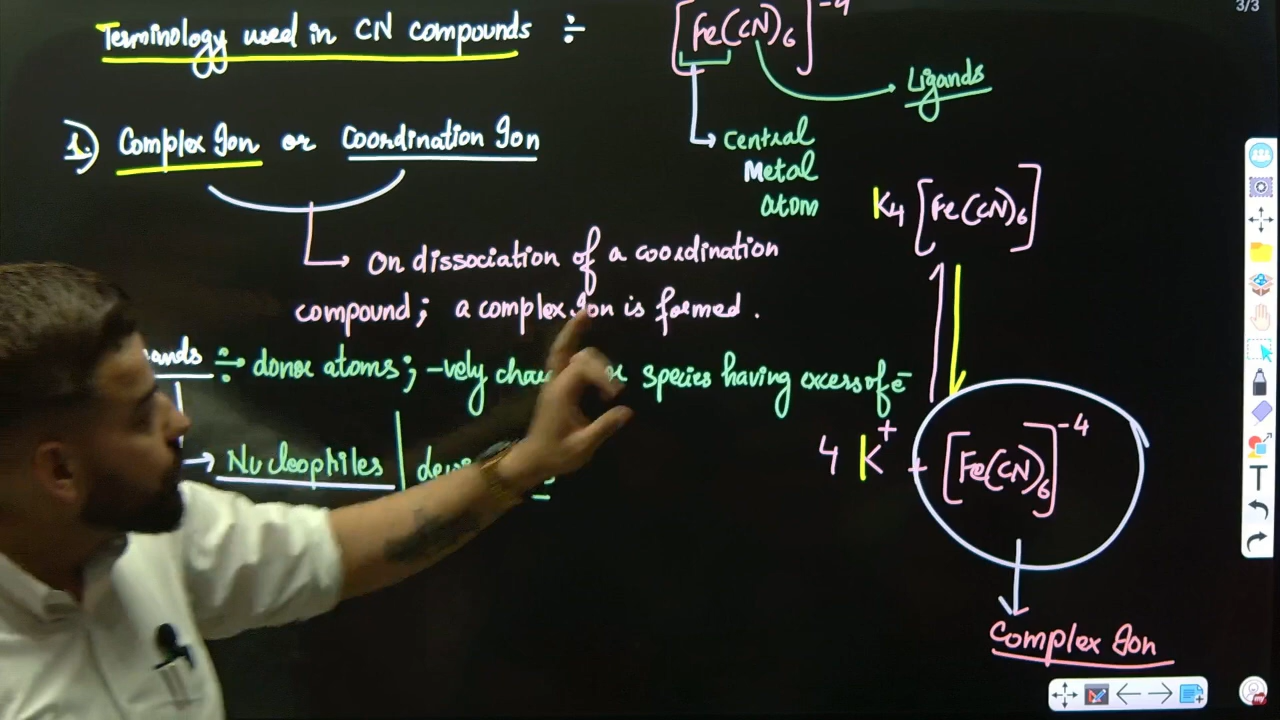 3/3
Terminology used in CN compounds ÷
[Fe(CN)6]-4
Ligands
Central
Metal
atom
1.) Complex Ion or Coordination Ion
K4[Fe(CN)6]
On dissociation of a coordination
compound; a complex Ion is formed.
÷ donor atoms; -vely species having excess of e-
Nucleophiles |
4 K+ + [Fe(CN)6]-4
Complex Ion
T